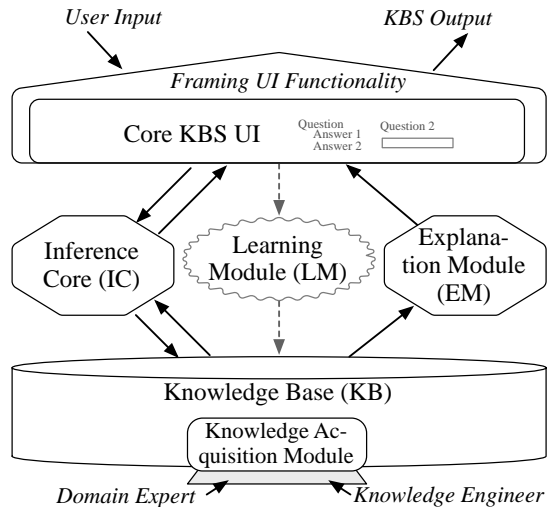 User Input
KBS Output
Framing UI Functionality
Core KBS UI
Question
Answer 1
Answer 2
Question 2
Inference
Core (IC)
Learning
Module (LM)
Explana-
tion Module
(EM)
Knowledge Base (KB)
Knowledge Ac-
quisition Module
Domain Expert
Knowledge Engineer